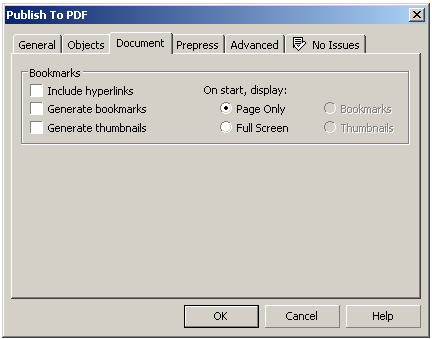 Publish To PDF
General Objects Document Prepress Advanced No Issues
Bookmarks
Include hyperlinks On start, display:
Generate bookmarks Page Only Bookmarks
Generate thumbnails Full Screen Thumbnails
OK Cancel Help